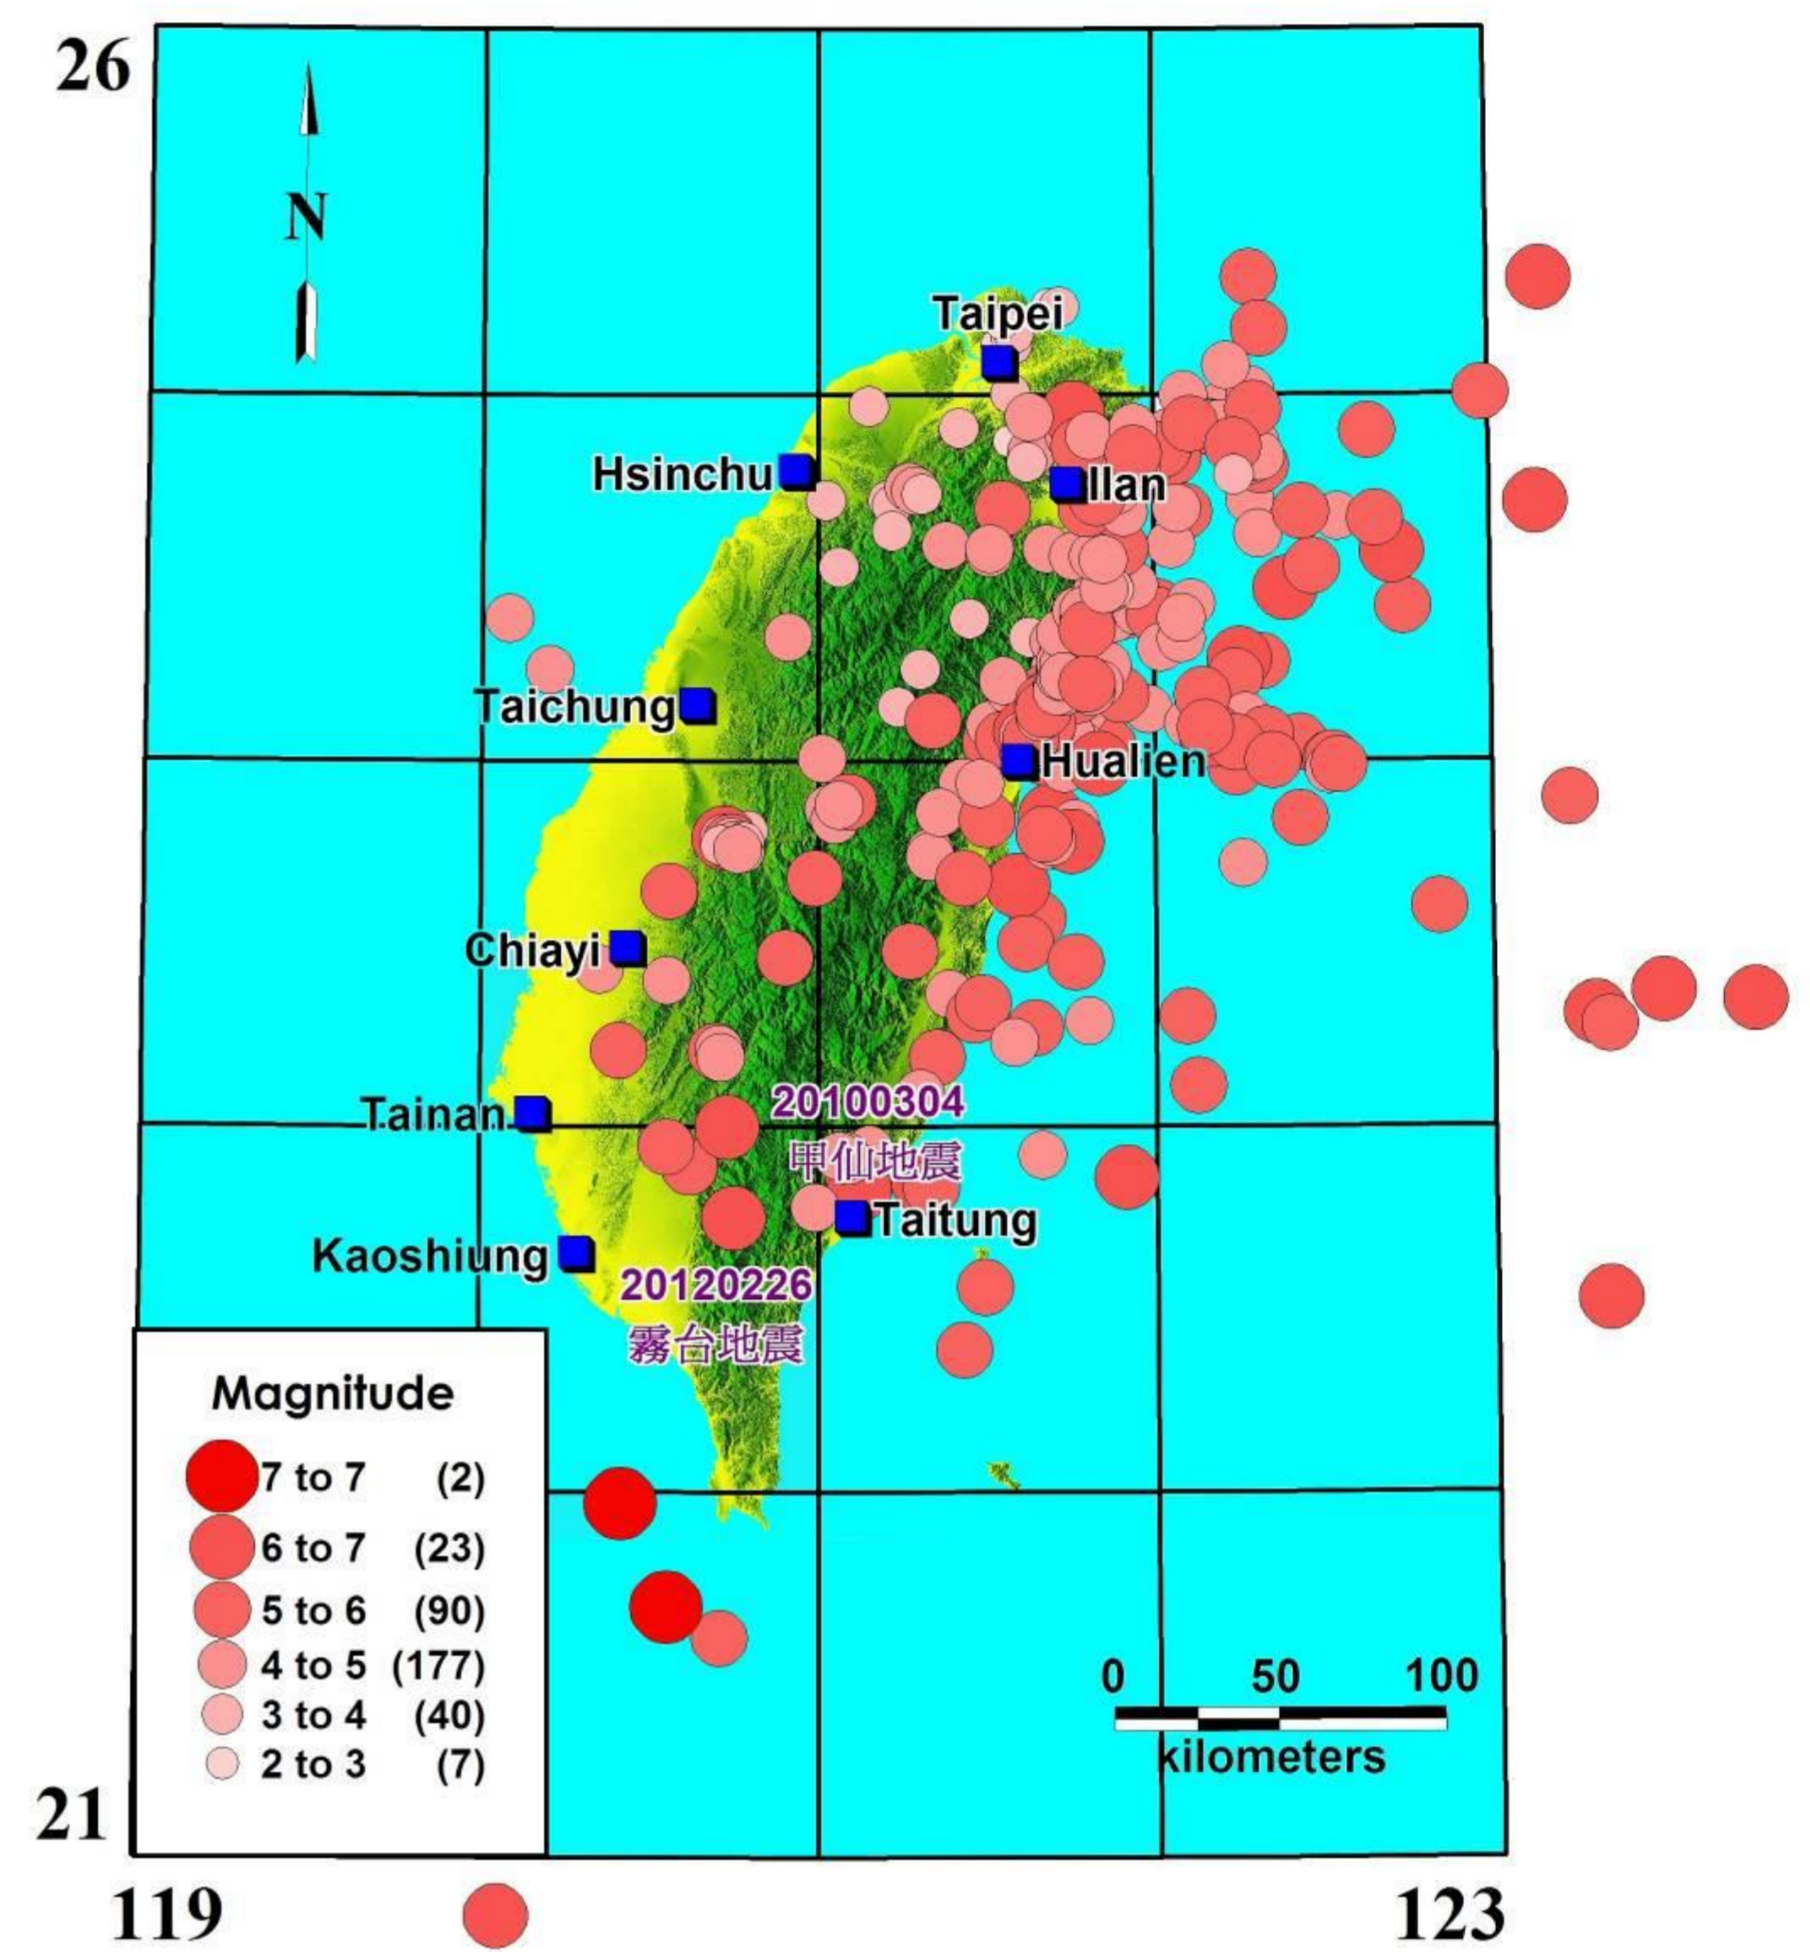 26
N
Taipei
Hsinchu
Ilan
Taichung
Hualien
Chiayi
20100304
Tainan
甲仙地震
Taitung
Kaoshiung
20120226
霧台地震
Magnitude
7 to 7 (2)
6 to 7 (23)
5 to 6 (90)
4 to 5 (177)
3 to 4 (40)
2 to 3 (7)
0 50 100
kilometers
21
119 123